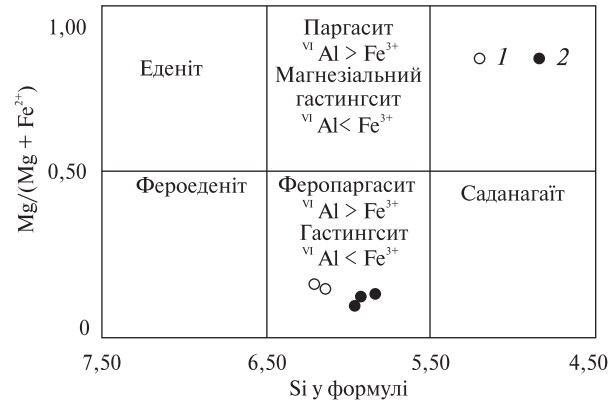 1,00
Mg/(Mg + Fe²⁺)
0,50
0
Еденіт
Паргасит
ⱽᴵ Al > Fe³⁺
Магнезіальний
гастингсит
ⱽᴵ Al< Fe³⁺
1
2
Фероеденіт
Феропаргасит
ⱽᴵ Al > Fe³⁺
Гастингсит
ⱽᴵ Al < Fe³⁺
Саданагаїт
7,50
6,50
5,50
4,50
Si у формулі